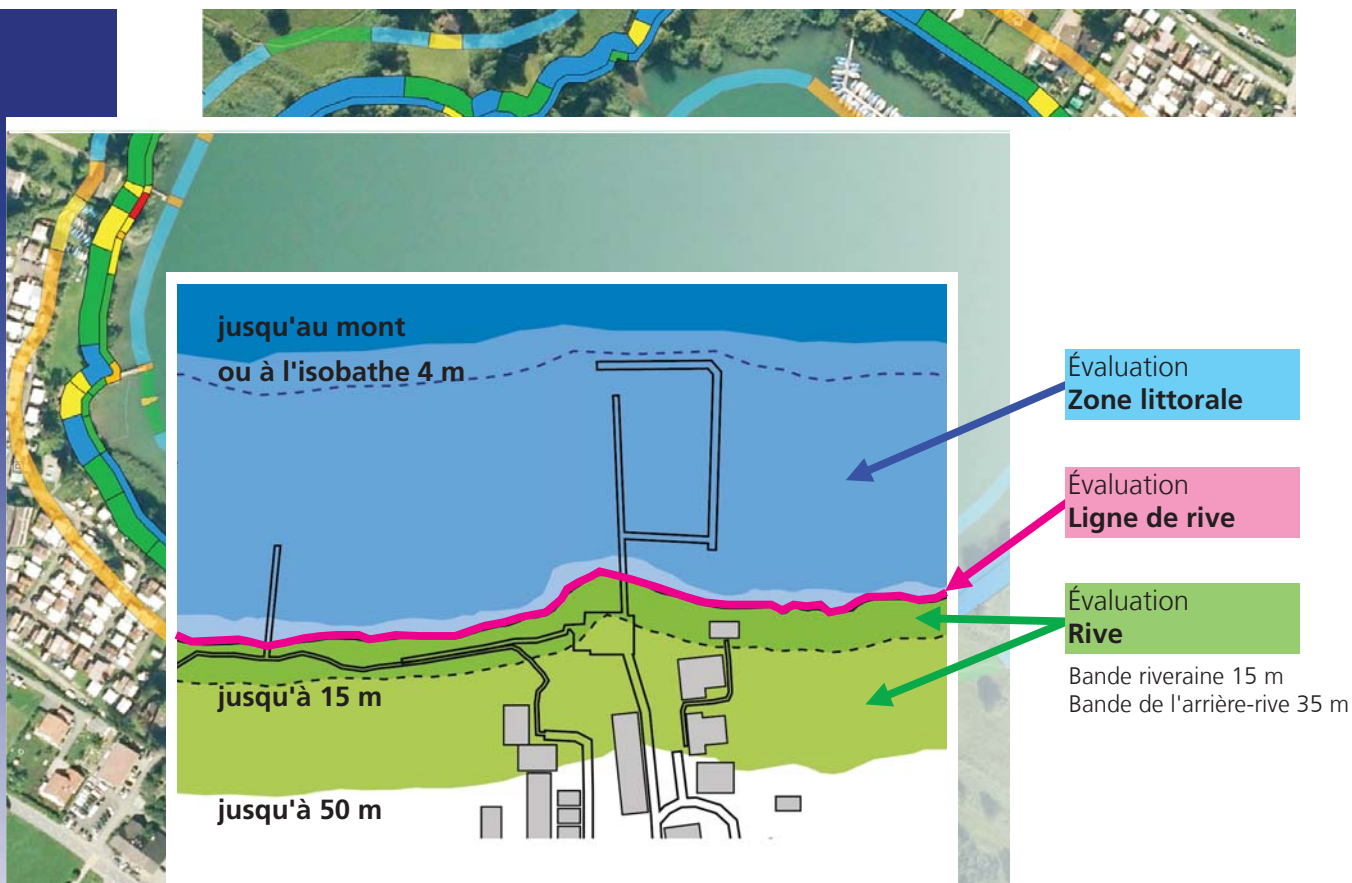 jusqu'au mont
ou à l'isobathe 4 m
jusqu'à 15 m
jusqu'à 50 m
Évaluation
Zone littorale
Évaluation
Ligne de rive
Évaluation
Rive
Bande riveraine 15 m
Bande de l'arrière-rive 35 m